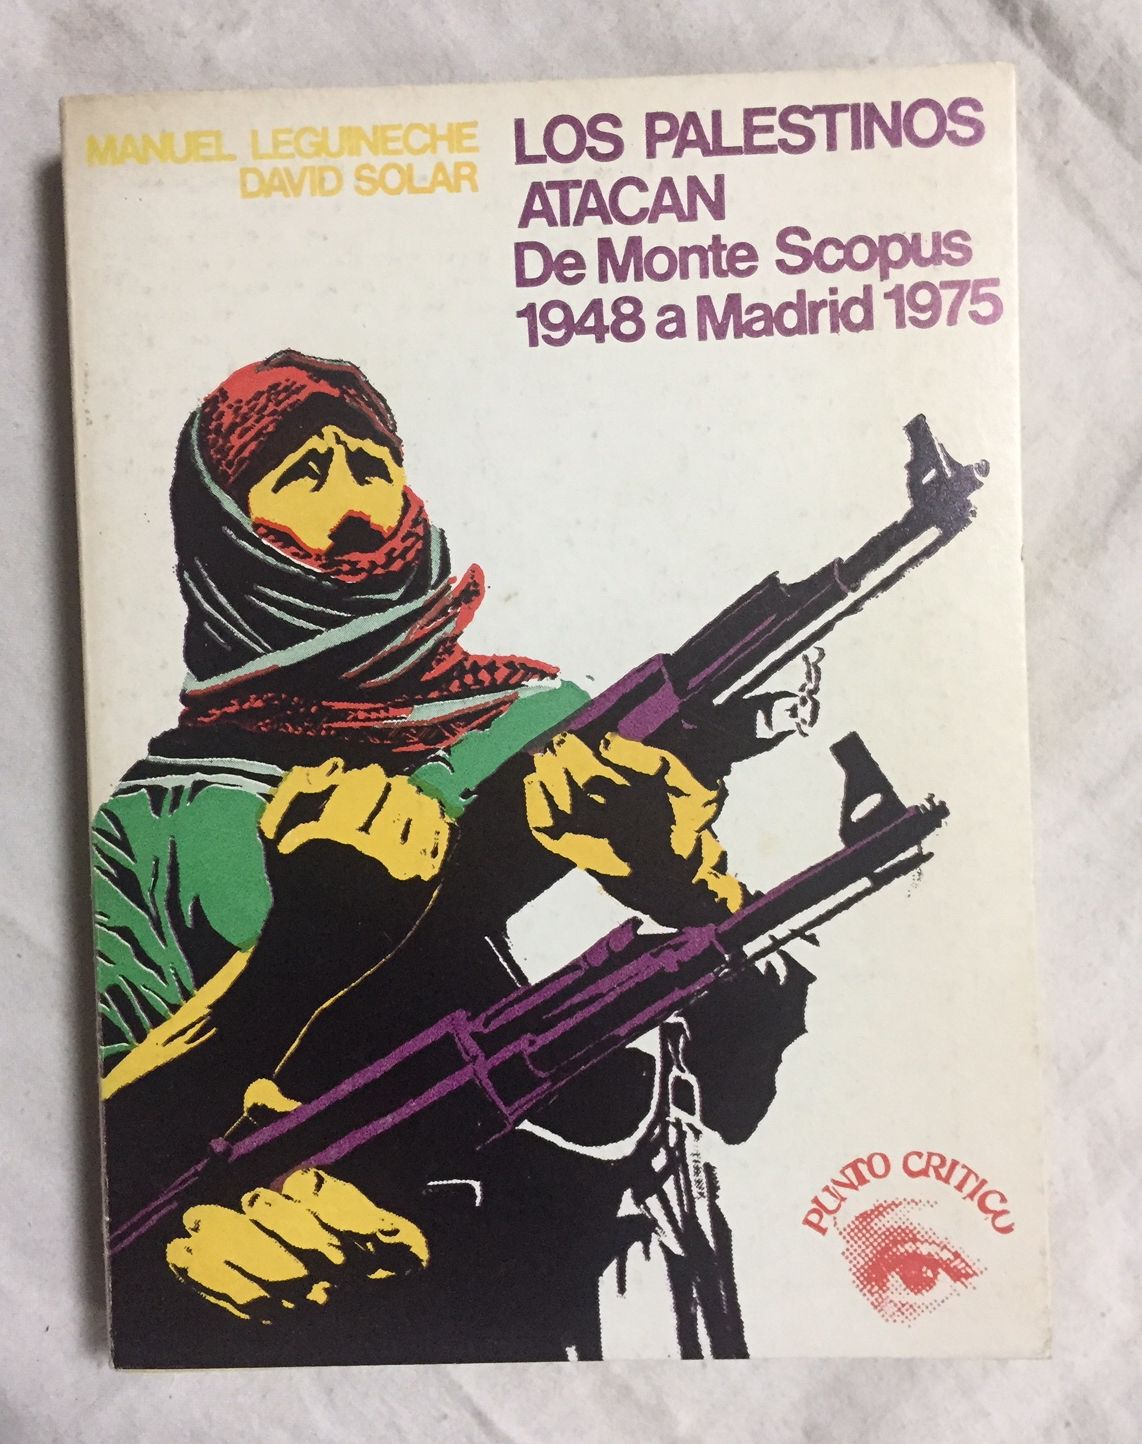 MANUEL LEGUINECHE
DAVID SOLAR
LOS PALESTINOS
ATACAN
De Monte Scopus
1948 a Madrid 1975
PUNTO CRITICO